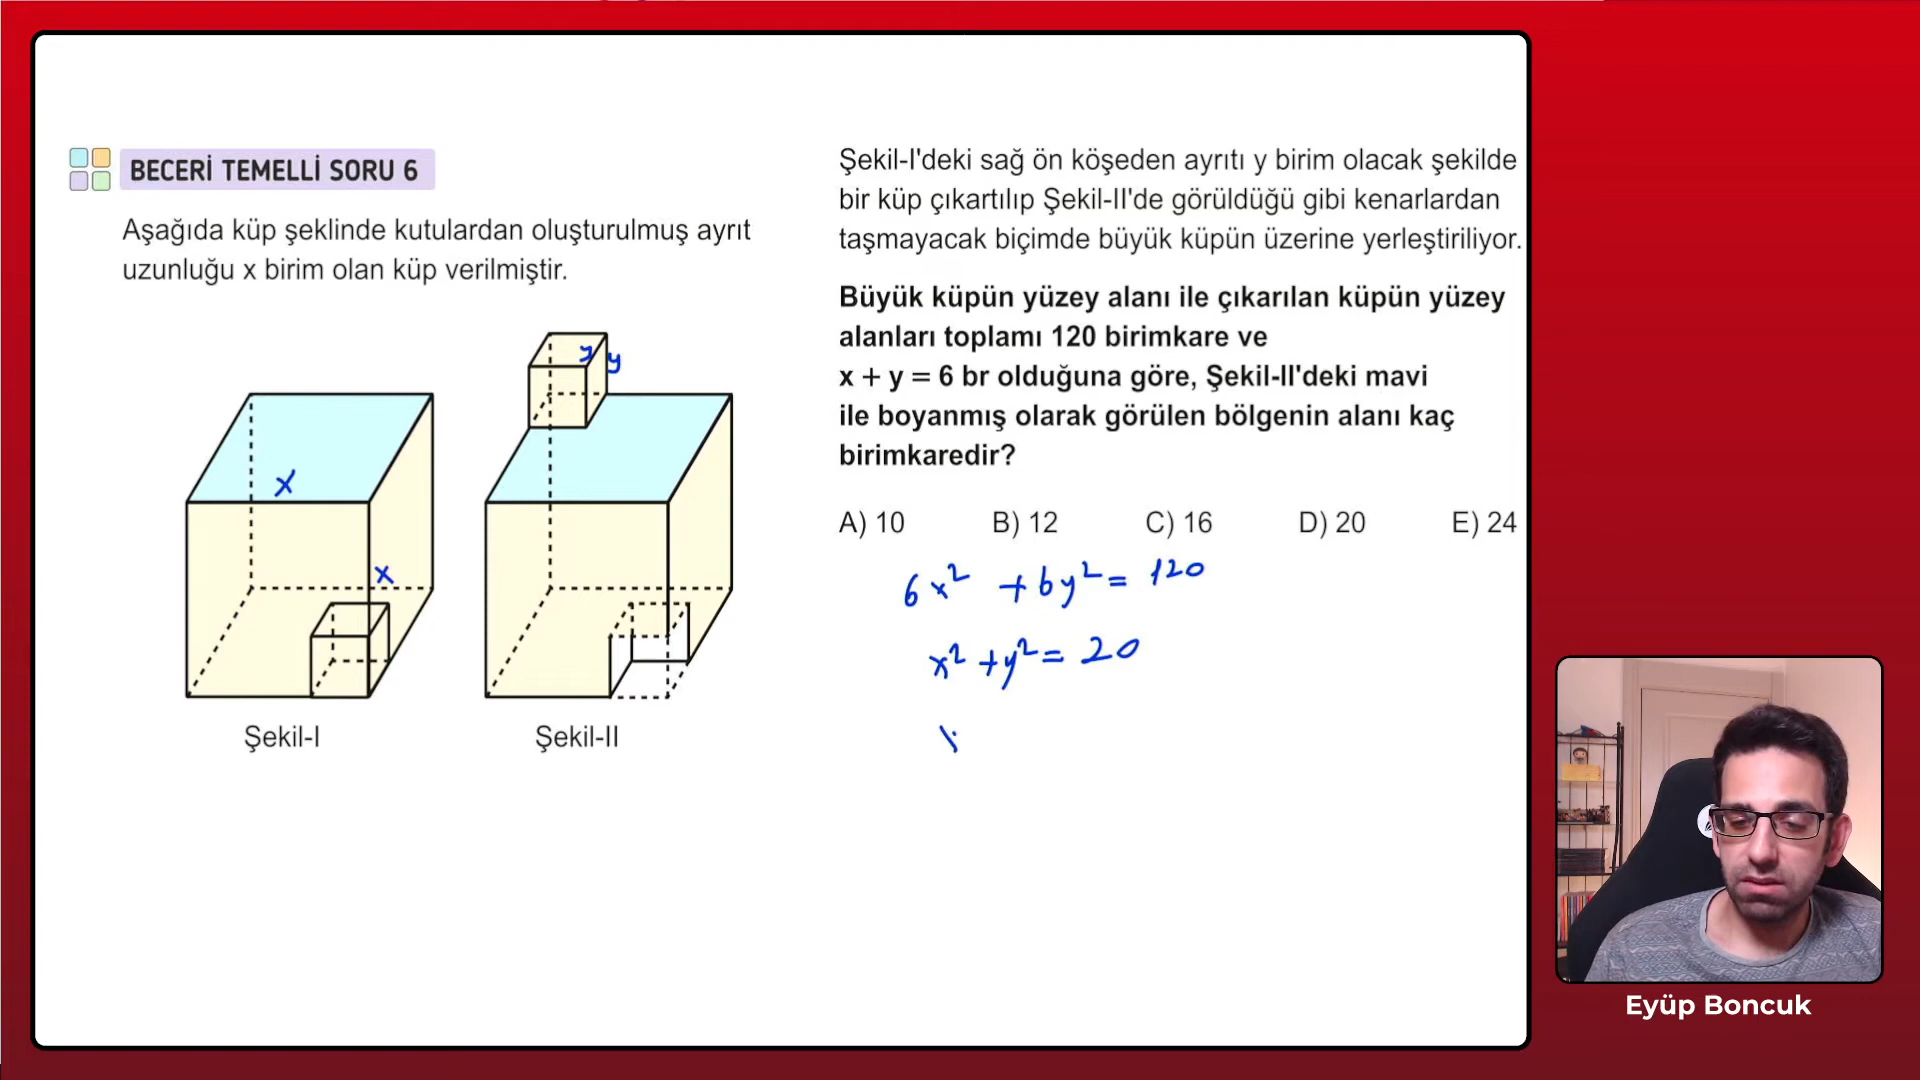 BECERİ TEMELLİ SORU 6
Aşağıda küp şeklinde kutulardan oluşturulmuş ayrıt
uzunluğu x birim olan küp verilmiştir.
y y
x
x
Şekil-I
Şekil-II
Şekil-I'deki sağ ön köşeden ayrıtı y birim olacak şekilde
bir küp çıkartılıp Şekil-II'de görüldüğü gibi kenarlardan
taşmayacak biçimde büyük küpün üzerine yerleştiriliyor.
Büyük küpün yüzey alanı ile çıkarılan küpün yüzey
alanları toplamı 120 birimkare ve
x + y = 6 br olduğuna göre, Şekil-II'deki mavi
ile boyanmış olarak görülen bölgenin alanı kaç
birimkaredir?
A) 10 B) 12 C) 16 D) 20 E) 24
6x² + 6y² = 120
x² + y² = 20
Eyüp Boncuk